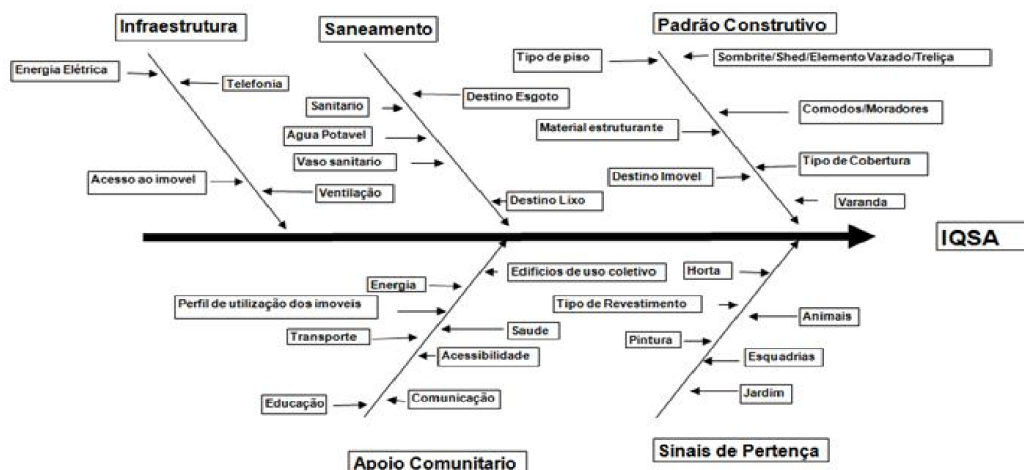 Infraestrutura
Saneamento
Padrão Construtivo
Energia Elétrica
Telefonia
Acesso ao imovel
Ventilação
Destino Esgoto
Sanitario
Agua Potavel
Vaso sanitario
Destino Lixo
Tipo de piso
Sombrite/Shed/Elemento Vazado/Treliça
Comodos/Moradores
Material estruturante
Tipo de Cobertura
Destino Imovel
Varanda
IQSA
Edificios de uso coletivo
Energia
Perfil de utilização dos imoveis
Saude
Transporte
Acessibilidade
Educação
Comunicação
Apoio Comunitario
Horta
Tipo de Revestimento
Animais
Pintura
Esquadrias
Jardim
Sinais de Pertença